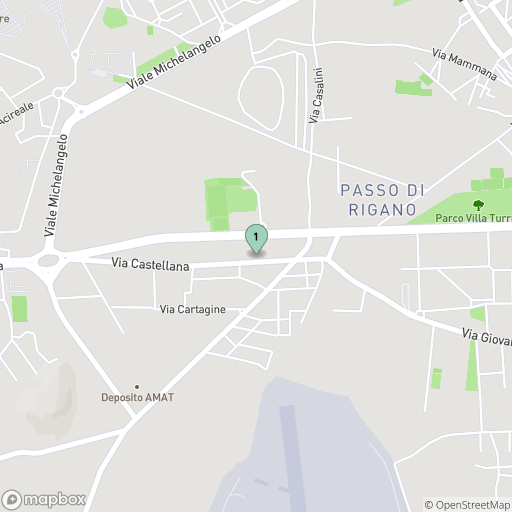 re
Viale Michelangelo
Via Mammana
Via Casalini
Acireale
Viale Michelangelo
PASSO DI
RIGANO
Parco Villa Turri
1
a
Via Castellana
Via Cartagine
Via Giovan
Deposito AMAT
mapbox
© OpenStreetMap